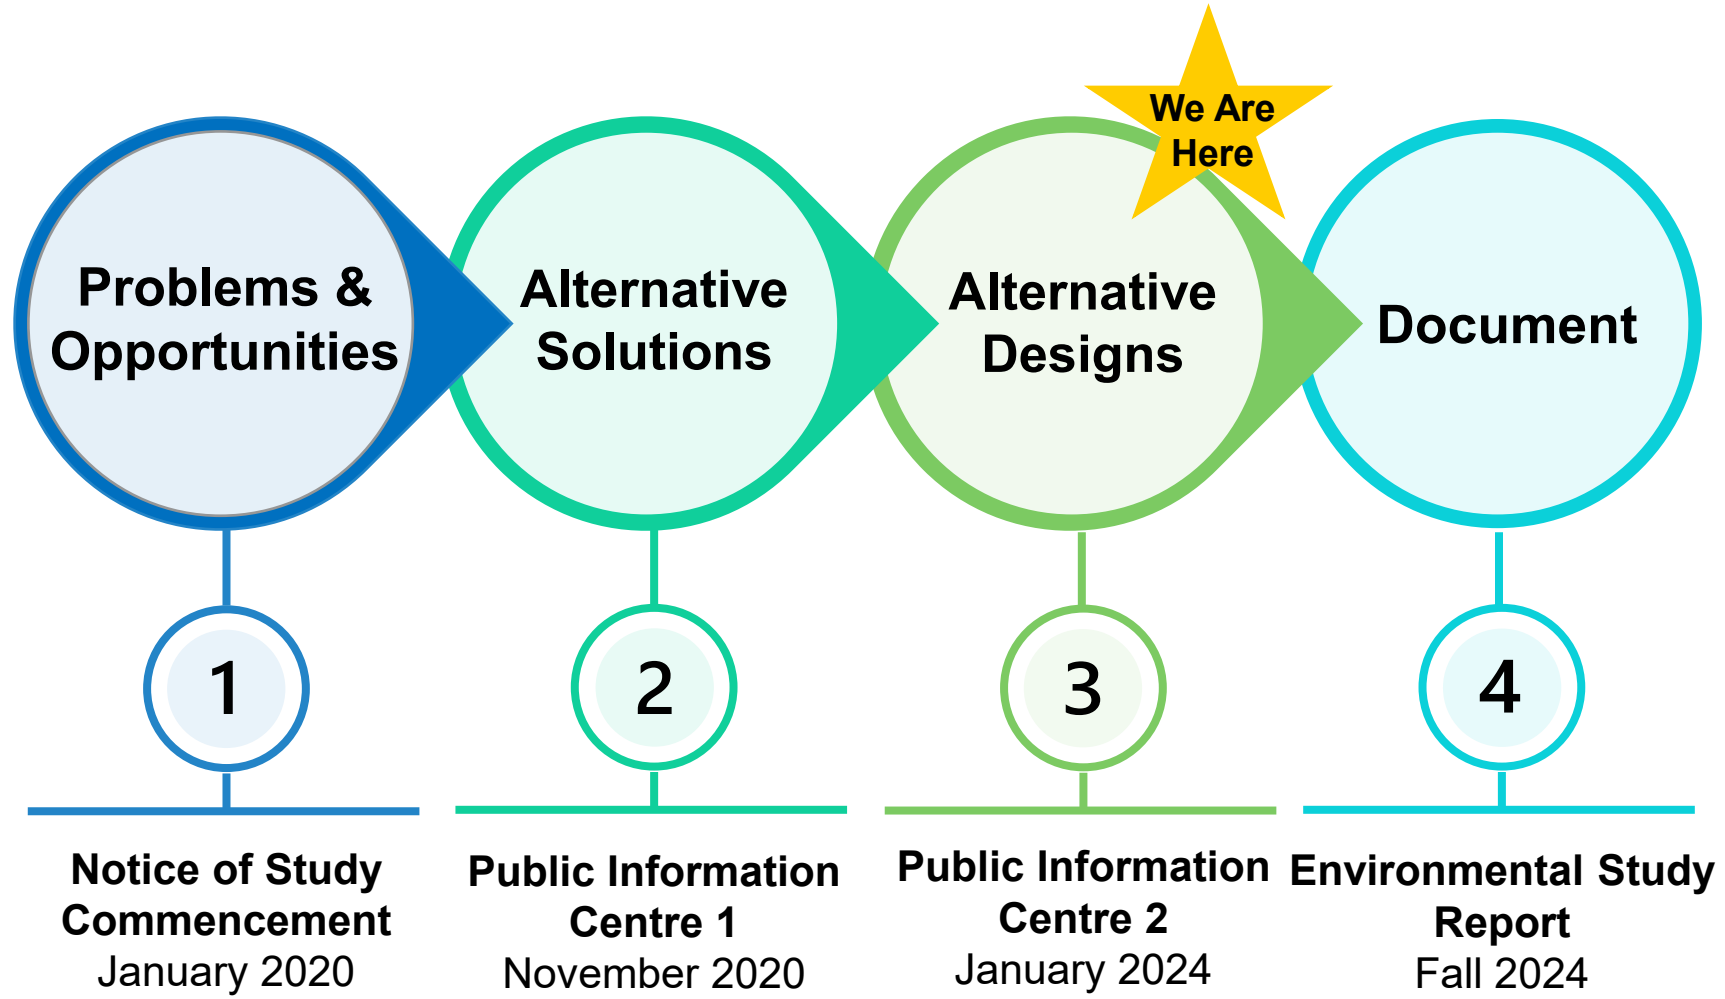 We Are
Here
Problems &
Opportunities
Alternative
Solutions
Alternative
Designs
Document
1
2
3
4
Notice of Study
Commencement
January 2020
Public Information
Centre 1
November 2020
Public Information
Centre 2
January 2024
Environmental Study
Report
Fall 2024